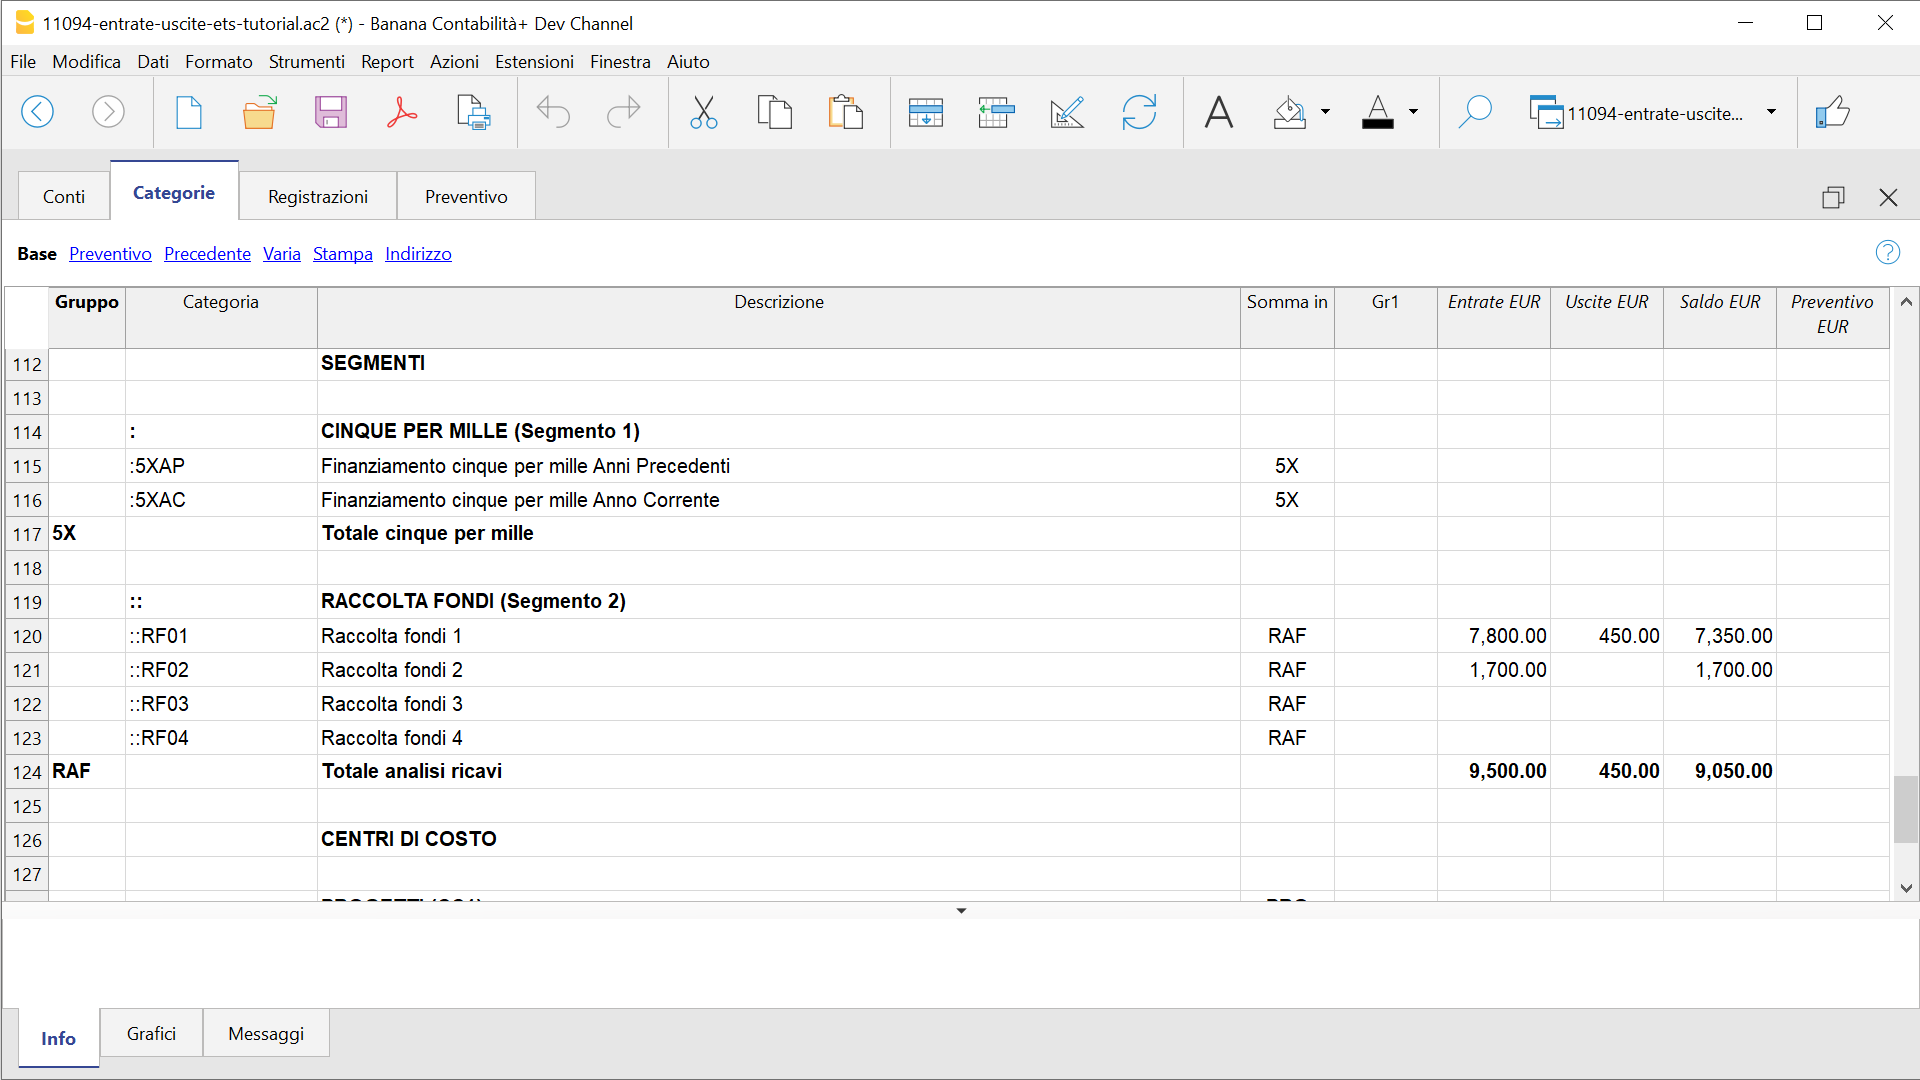 11094-entrate-uscite-ets-tutorial.ac2 (*) - Banana Contabilità+ Dev Channel
File Modifica Dati Formato Strumenti Report Azioni Estensioni Finestra Aiuto
11094-entrate-uscite...
Conti Categorie Registrazioni Preventivo
Base Preventivo Precedente Varia Stampa Indirizzo
Gruppo Categoria Descrizione Somma in Gr1 Entrate EUR Uscite EUR Saldo EUR Preventivo EUR
112 SEGMENTI
113
114 : CINQUE PER MILLE (Segmento 1)
115 :5XAP Finanziamento cinque per mille Anni Precedenti 5X
116 :5XAC Finanziamento cinque per mille Anno Corrente 5X
117 5X Totale cinque per mille
118
119 :: RACCOLTA FONDI (Segmento 2)
120 ::RF01 Raccolta fondi 1 RAF 7,800.00 450.00 7,350.00
121 ::RF02 Raccolta fondi 2 RAF 1,700.00 1,700.00
122 ::RF03 Raccolta fondi 3 RAF
123 ::RF04 Raccolta fondi 4 RAF
124 RAF Totale analisi ricavi 9,500.00 450.00 9,050.00
125
126 CENTRI DI COSTO
127
Info Grafici Messaggi